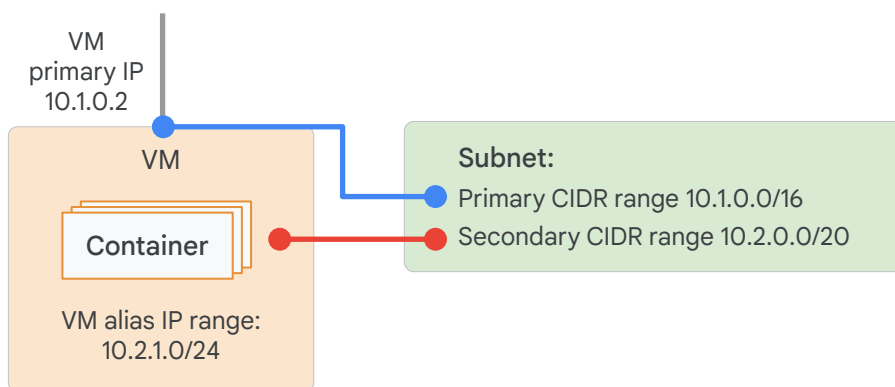 VM
primary IP
10.1.0.2
VM
Container
VM alias IP range:
10.2.1.0/24
Subnet:
Primary CIDR range 10.1.0.0/16
Secondary CIDR range 10.2.0.0/20